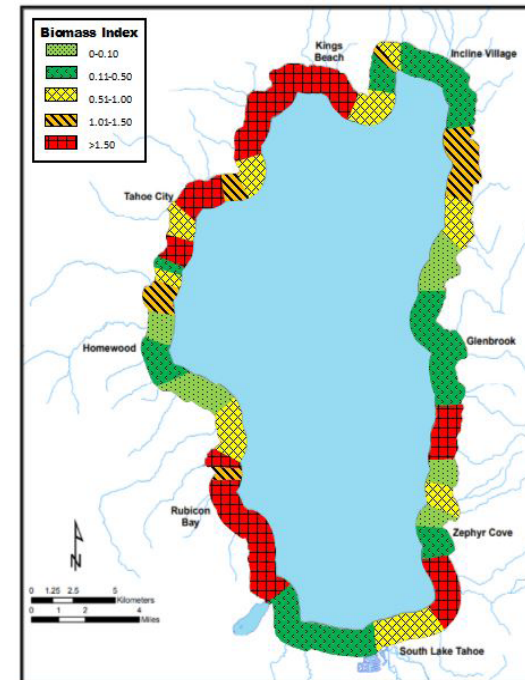 Biomass Index
0-0.10
0.11-0.50
0.51-1.00
1.01-1.50
>1.50
Kings
Beach
Incline Village
Tahoe City
Homewood
Glenbrook
Rubicon
Bay
Zephyr Cove
South Lake Tahoe
N
0 1.25 2.5 5
Kilometers
0 1 2 4
Miles